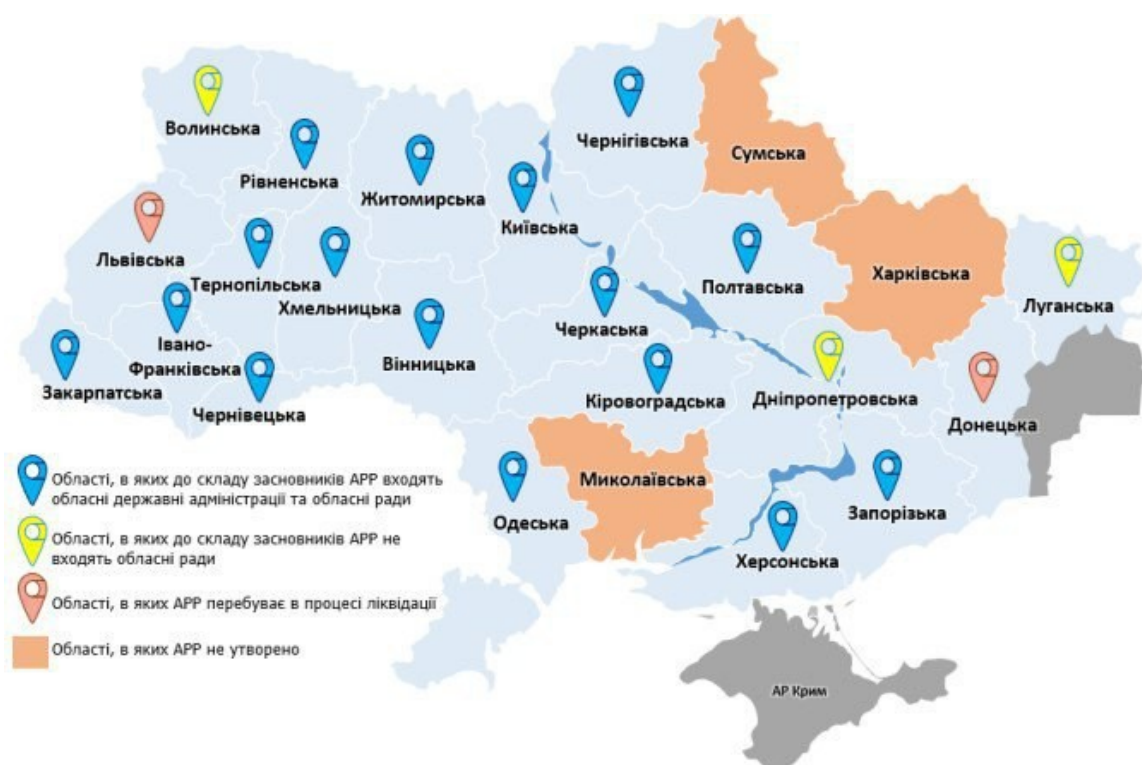 Волинська
Рівненська
Житомирська
Київська
Чернігівська
Сумська
Львівська
Тернопільська
Хмельницька
Полтавська
Харківська
Луганська
Івано-
Франківська
Закарпатська
Чернівецька
Вінницька
Черкаська
Кіровоградська
Дніпропетровська
Донецька
Одеська
Миколаївська
Херсонська
Запорізька
АР Крим
Області, в яких до складу засновників АРР входять
обласні державні адміністрації та обласні ради
Області, в яких до складу засновників АРР не
входять обласні ради
Області, в яких АРР перебуває в процесі ліквідації
Області, в яких АРР не утворено